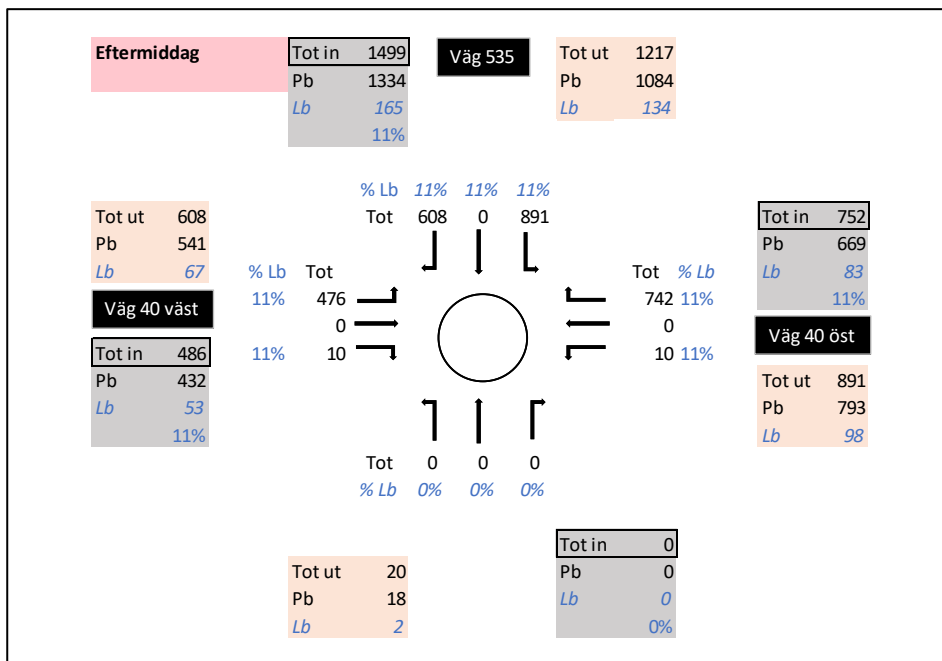 Eftermiddag
Tot in 1499
Pb 1334
Lb 165
11%
Väg 535
Tot ut 1217
Pb 1084
Lb 134
% Lb 11% 11% 11%
Tot 608 0 891
Tot ut 608
Pb 541
Lb 67
Väg 40 väst
Tot in 486
Pb 432
Lb 53
11%
% Lb Tot
11% 476
0
11% 10
Tot % Lb
742 11%
0
10 11%
Tot in 752
Pb 669
Lb 83
11%
Väg 40 öst
Tot ut 891
Pb 793
Lb 98
Tot 0 0 0
% Lb 0% 0% 0%
Tot ut 20
Pb 18
Lb 2
Tot in 0
Pb 0
Lb 0
0%